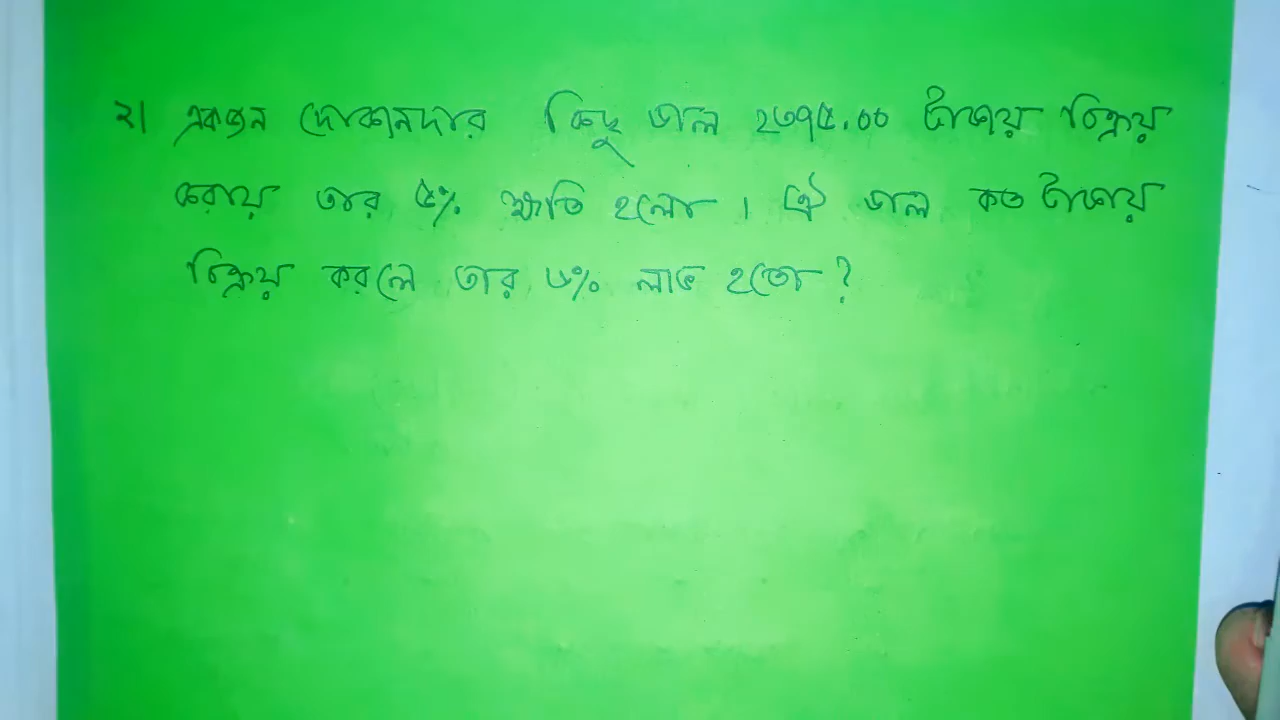 ২। একজন দোকানদার কিছু ডাল ২৩৭৫.০০ টাকায় বিক্রয়
করায় তার ৫% ক্ষতি হলো। ঐ ডাল কত টাকায়
বিক্রয় করলে তার ৬% লাভ হতো?